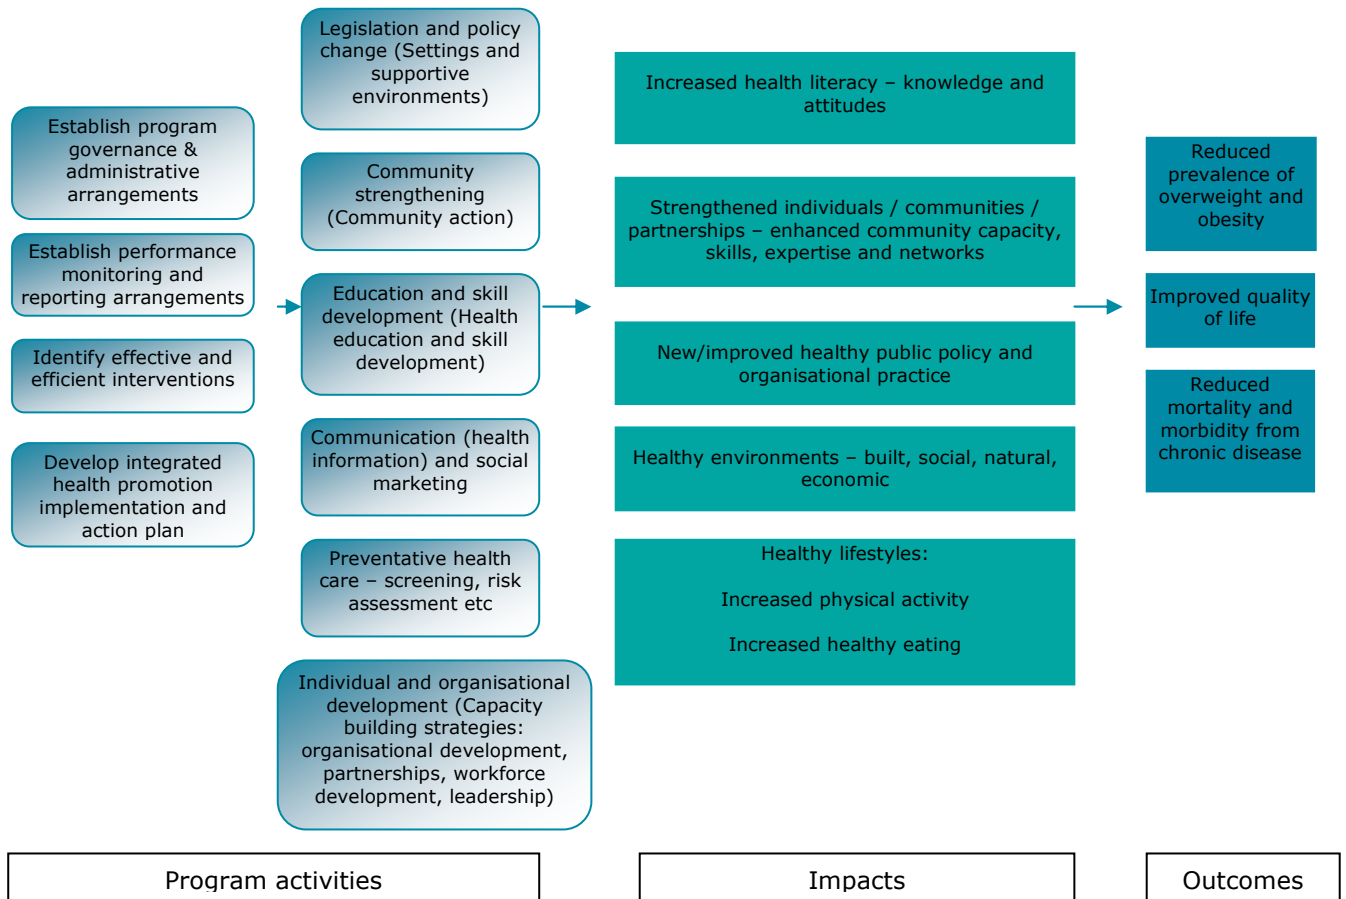 Establish program
governance &
administrative
arrangements
Establish performance
monitoring and
reporting arrangements
Identify effective and
efficient interventions
Develop integrated
health promotion
implementation and
action plan
Legislation and policy
change (Settings and
supportive
environments)
Community
strengthening
(Community action)
Education and skill
development (Health
education and skill
development)
Communication (health
information) and social
marketing
Preventative health
care – screening, risk
assessment etc
Individual and organisational
development (Capacity
building strategies:
organisational development,
partnerships, workforce
development, leadership)
Increased health literacy – knowledge and
attitudes
Strengthened individuals / communities /
partnerships – enhanced community capacity,
skills, expertise and networks
New/improved healthy public policy and
organisational practice
Healthy environments – built, social, natural,
economic
Healthy lifestyles:
Increased physical activity
Increased healthy eating
Reduced
prevalence of
overweight and
obesity
Improved quality
of life
Reduced
mortality and
morbidity from
chronic disease
Program activities
Impacts
Outcomes